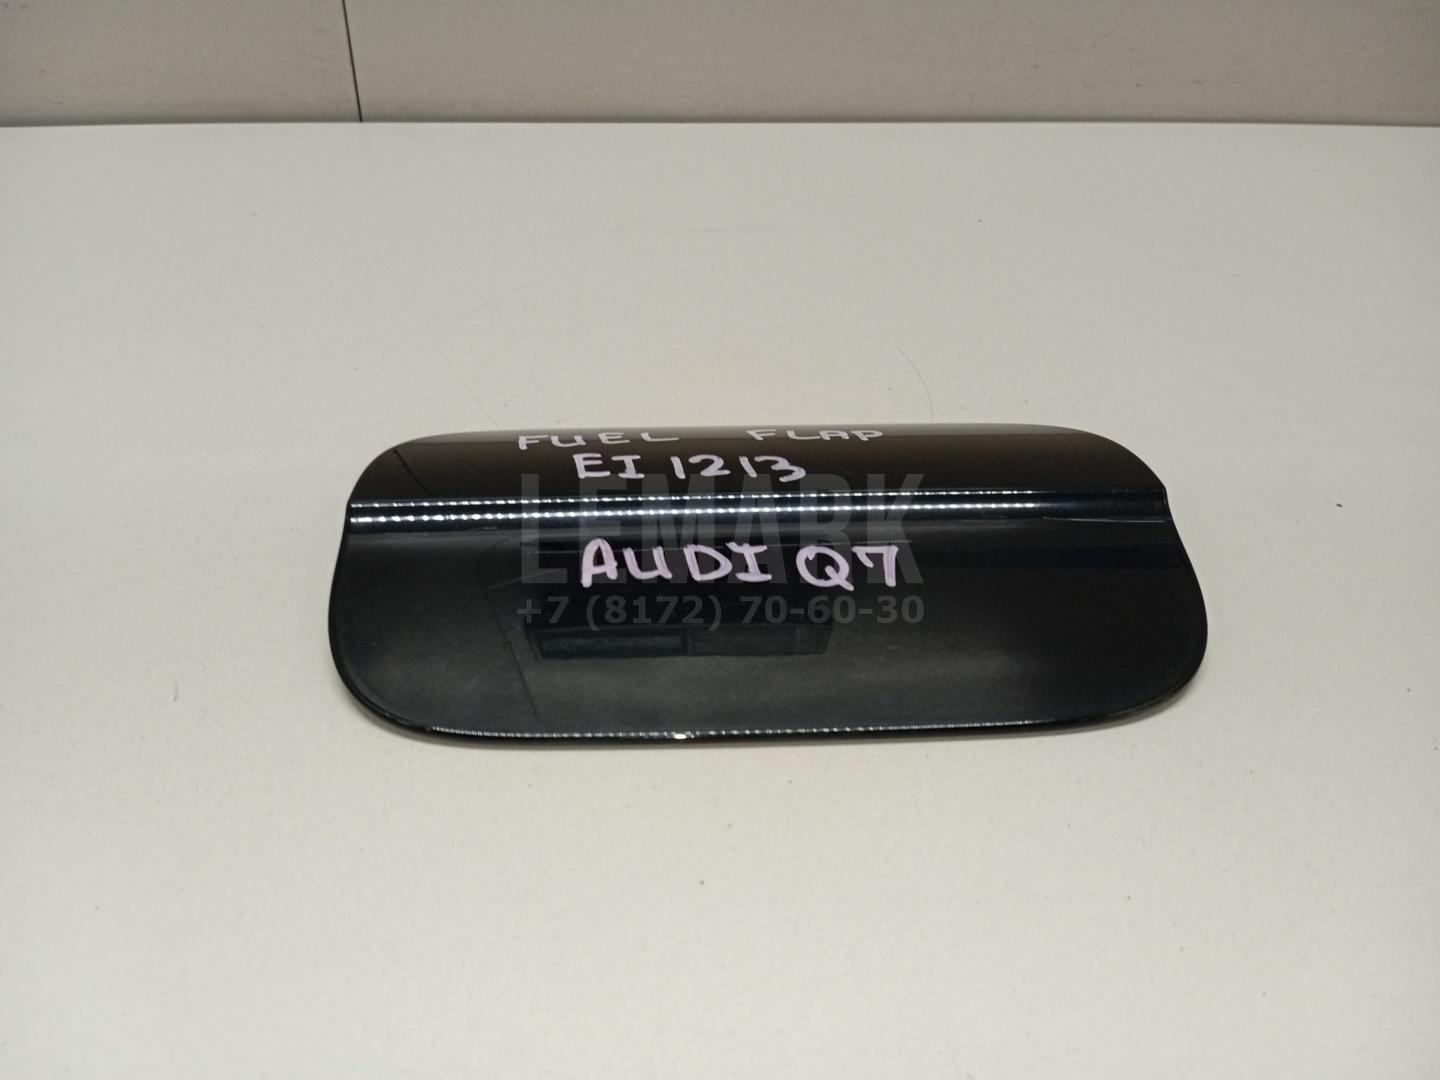 FUEL FLAP
EI 1213
LEMARK
AUDI Q7
+7 (8172) 70-60-30